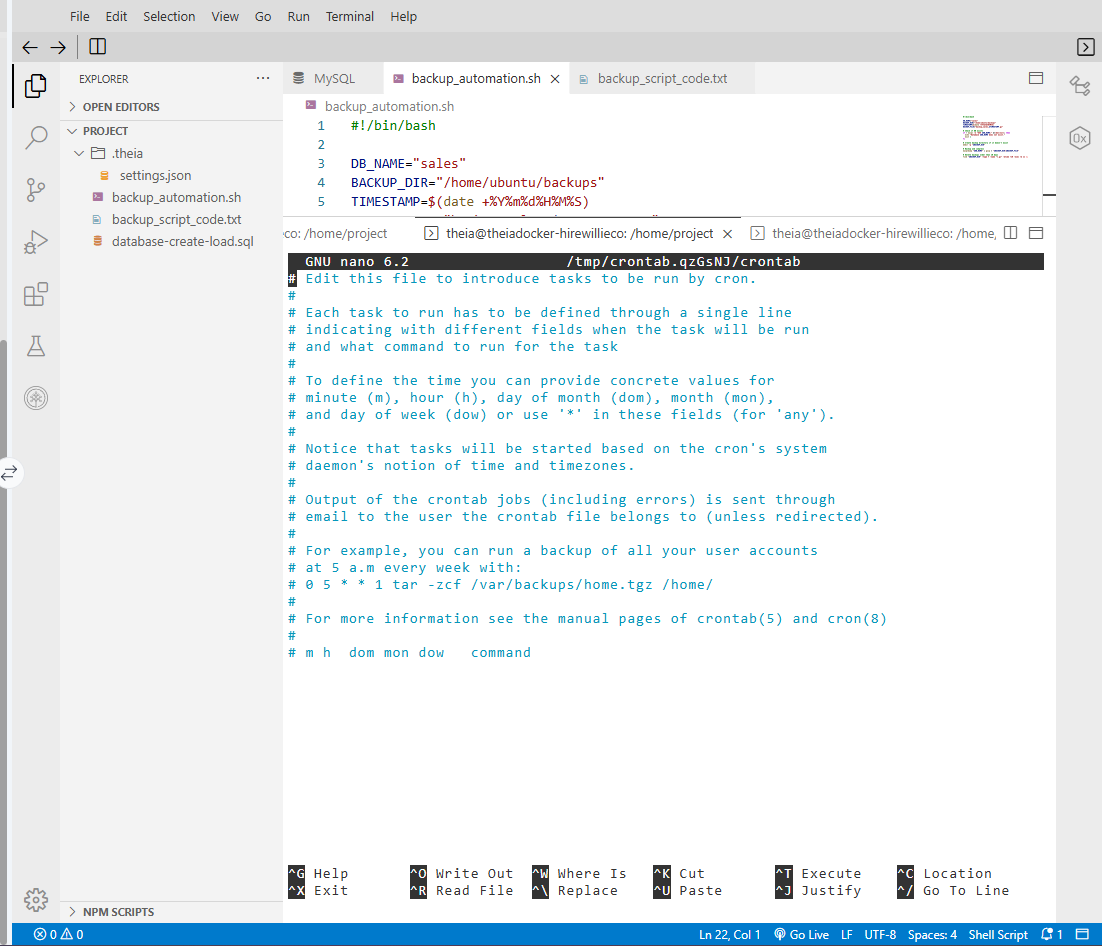 File Edit Selection View Go Run Terminal Help
EXPLORER
OPEN EDITORS
PROJECT
.theia
settings.json
backup_automation.sh
backup_script_code.txt
database-create-load.sql
NPM SCRIPTS
MySQL backup_automation.sh backup_script_code.txt
backup_automation.sh
1 #!/bin/bash
2
3 DB_NAME="sales"
4 BACKUP_DIR="/home/ubuntu/backups"
5 TIMESTAMP=$(date +%Y%m%d%H%M%S)
eco: /home/project theia@theiadocker-hirewillieco: /home/project theia@theiadocker-hirewillieco: /home,
GNU nano 6.2 /tmp/crontab.qzGsNJ/crontab
# Edit this file to introduce tasks to be run by cron.
#
# Each task to run has to be defined through a single line
# indicating with different fields when the task will be run
# and what command to run for the task
#
# To define the time you can provide concrete values for
# minute (m), hour (h), day of month (dom), month (mon),
# and day of week (dow) or use '*' in these fields (for 'any').
#
# Notice that tasks will be started based on the cron's system
# daemon's notion of time and timezones.
#
# Output of the crontab jobs (including errors) is sent through
# email to the user the crontab file belongs to (unless redirected).
#
# For example, you can run a backup of all your user accounts
# at 5 a.m every week with:
# 0 5 * * 1 tar -zcf /var/backups/home.tgz /home/
#
# For more information see the manual pages of crontab(5) and cron(8)
#
# m h  dom mon dow   command
^G Help ^O Write Out ^W Where Is ^K Cut ^T Execute ^C Location
^X Exit ^R Read File ^\ Replace ^U Paste ^J Justify ^/ Go To Line
0x
0 0 Ln 22, Col 1 Go Live LF UTF-8 Spaces: 4 Shell Script 1